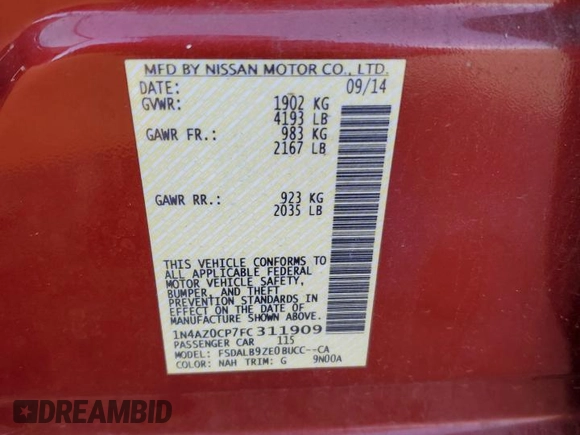 MFD BY NISSAN MOTOR CO., LTD.
DATE: 09/14
GVWR: 1902 KG
4193 LB
GAWR FR.: 983 KG
2167 LB
GAWR RR.: 923 KG
2035 LB
THIS VEHICLE CONFORMS TO
ALL APPLICABLE FEDERAL
MOTOR VEHICLE SAFETY,
BUMPER, AND THEFT
PREVENTION STANDARDS IN
EFFECT ON THE DATE OF
MANUFACTURE SHOWN ABOVE.
1N4AZ0CP7FC311909
PASSENGER CAR 115
MODEL: FSDALB9ZE0BUCC--CA
COLOR: NAH TRIM: G 9N00A
DREAMBID